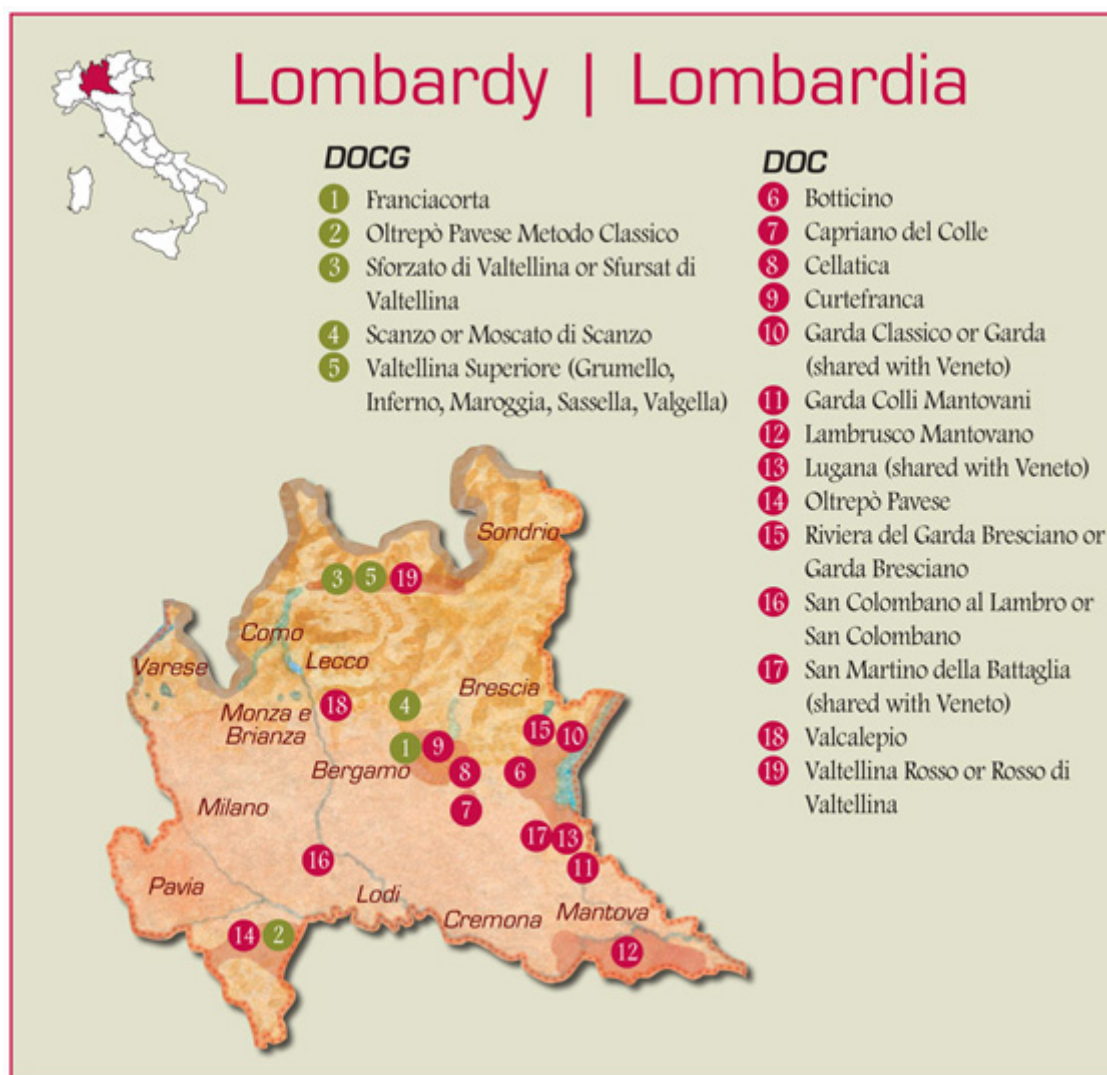 Lombardy | Lombardia
DOCG
1 Franciacorta
2 Oltrepò Pavese Metodo Classico
3 Sforzato di Valtellina or Sfursat di
Valtellina
4 Scanzo or Moscato di Scanzo
5 Valtellina Superiore (Grumello,
Inferno, Maroggia, Sassella, Valgella)
DOC
6 Botticino
7 Capriano del Colle
8 Cellatica
9 Curtefranca
10 Garda Classico or Garda
(shared with Veneto)
11 Garda Colli Mantovani
12 Lambrusco Mantovano
13 Lugana (shared with Veneto)
14 Oltrepò Pavese
15 Riviera del Garda Bresciano or
Garda Bresciano
16 San Colombano al Lambro or
San Colombano
17 San Martino della Battaglia
(shared with Veneto)
18 Valcalepio
19 Valtellina Rosso or Rosso di
Valtellina
Sondrio
3 5 19
Como
Varese
Lecco
Brescia
18 4
Monza e
Brianza
15 10
1 9
Bergamo
8 6
Milano
7
17 13
16
11
Pavia
Lodi
Cremona
Mantova
14 2
12